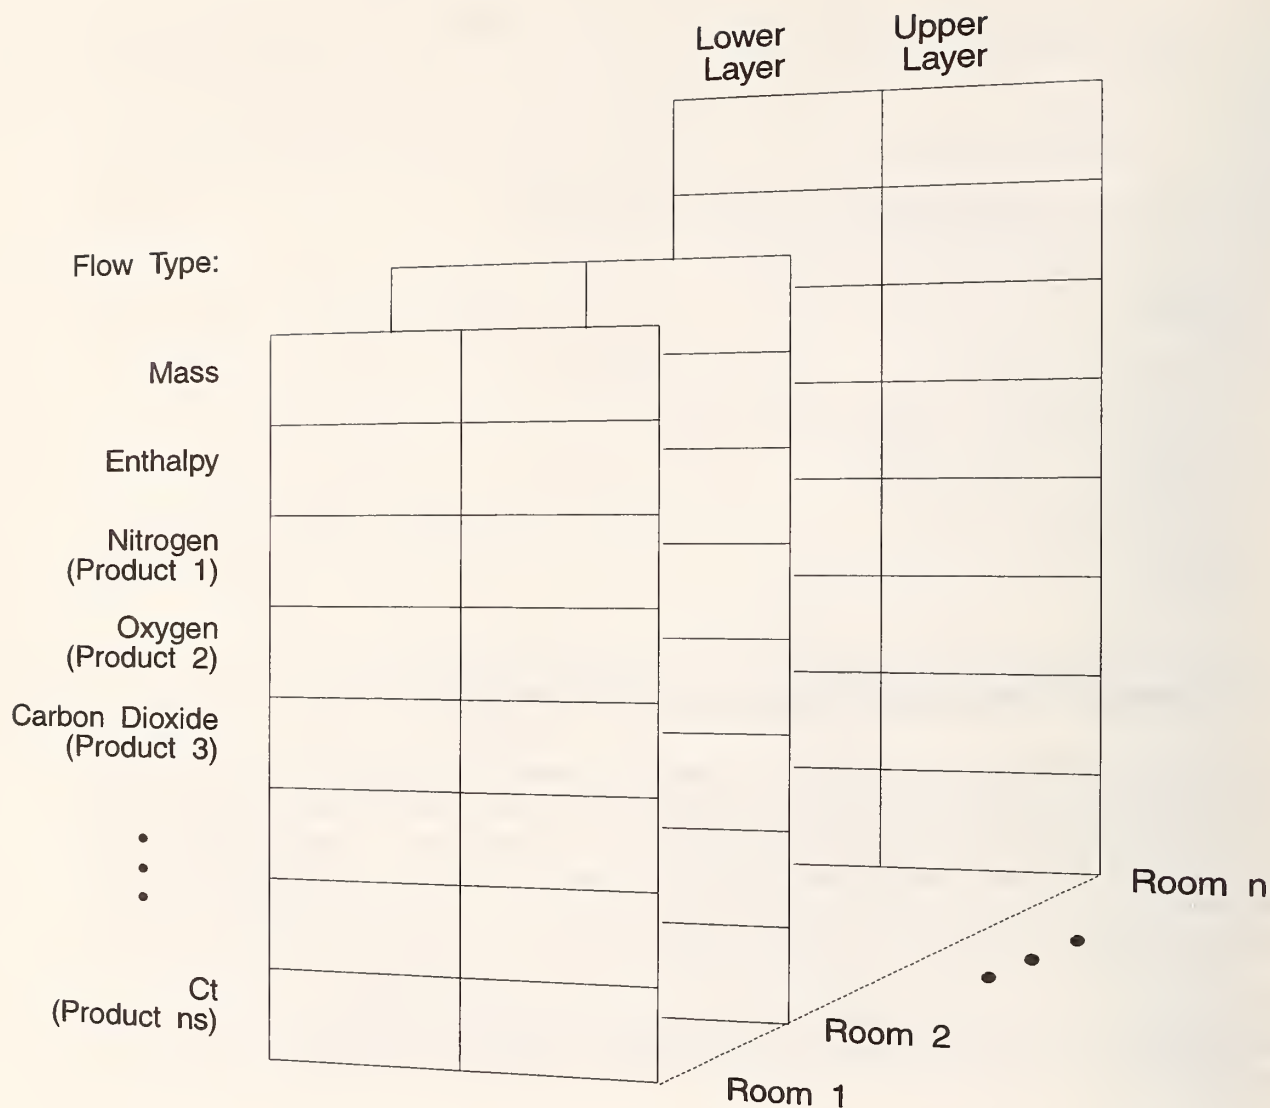 Lower
Layer
Upper
Layer
Flow Type:
Mass
Enthalpy
Nitrogen
(Product 1)
Oxygen
(Product 2)
Carbon Dioxide
(Product 3)
Ct
(Product ns)
Room n
Room 2
Room 1